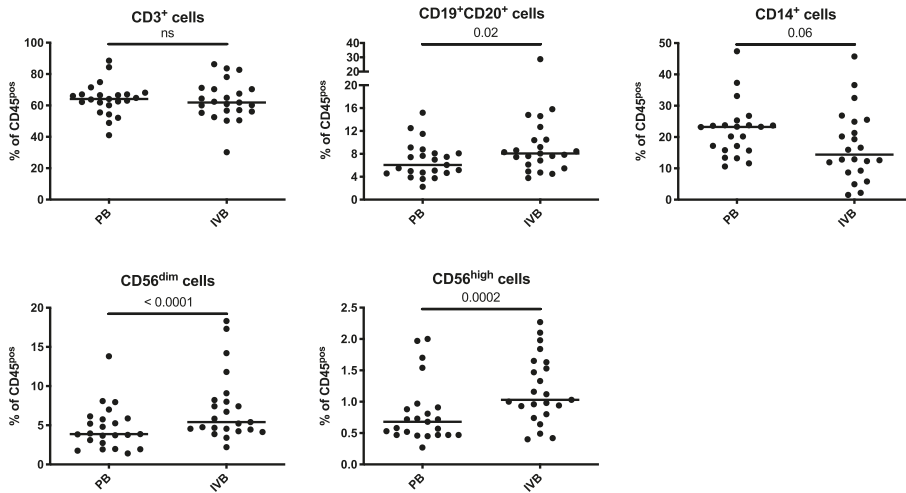 CD3⁺ cells
ns
% of CD45ᵖᵒˢ
100
80
60
40
20
0
PB
IVB
CD19⁺CD20⁺ cells
0.02
% of CD45ᵖᵒˢ
40
30
20
20
16
12
8
4
0
PB
IVB
CD14⁺ cells
0.06
% of CD45ᵖᵒˢ
50
40
30
20
10
0
PB
IVB
CD56ᵈⁱᵐ cells
< 0.0001
% of CD45ᵖᵒˢ
20
15
10
5
0
PB
IVB
CD56ʰⁱᵍʰ cells
0.0002
% of CD45ᵖᵒˢ
2.5
2.0
1.5
1.0
0.5
0.0
PB
IVB